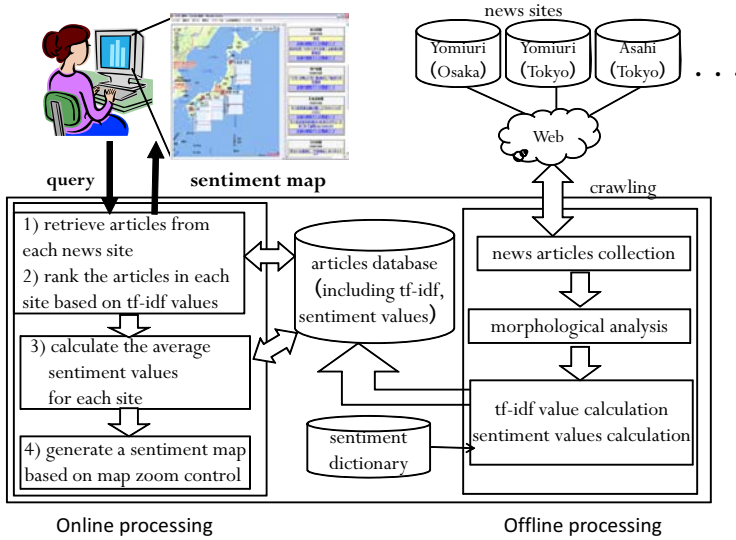 news sites
Yomiuri
(Osaka)
Yomiuri
(Tokyo)
Asahi
(Tokyo)
. . .
Web
query
sentiment map
crawling
1) retrieve articles from
each news site
2) rank the articles in each
site based on tf-idf values
3) calculate the average
sentiment values
for each site
4) generate a sentiment map
based on map zoom control
articles database
(including tf-idf,
sentiment values)
sentiment
dictionary
news articles collection
morphological analysis
tf-idf value calculation
sentiment values calculation
Online processing
Offline processing